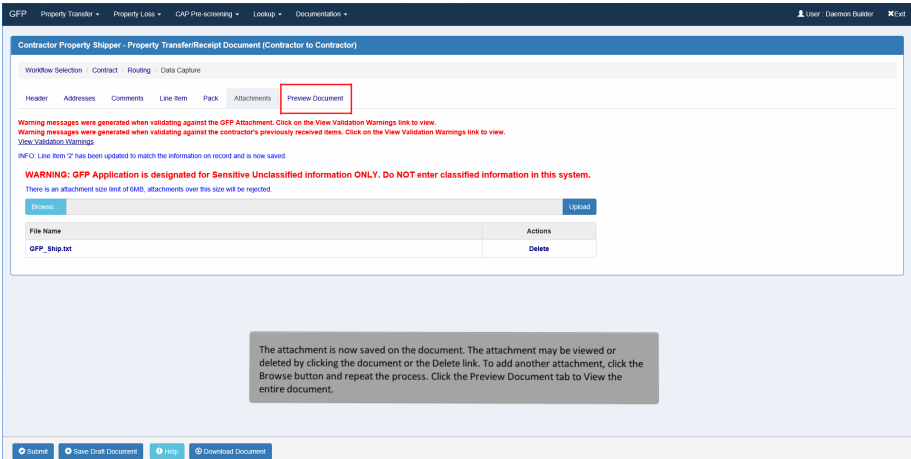 GFP Property Transfer Property Loss CAP Pre-screening Lookup Documentation User : Daemon Builder Exit
Contractor Property Shipper - Property Transfer/Receipt Document (Contractor to Contractor)
Workflow Selection / Contract / Routing / Data Capture
Header Addresses Comments Line Item Pack Attachments Preview Document
Warning messages were generated when validating against the GFP Attachment. Click on the View Validation Warnings link to view.
Warning messages were generated when validating against the contractor's previously received items. Click on the View Validation Warnings link to view.
View Validation Warnings
INFO: Line Item '2' has been updated to match the information on record and is now saved.
WARNING: GFP Application is designated for Sensitive Unclassified information ONLY. Do NOT enter classified information in this system.
There is an attachment size limit of 6MB, attachments over this size will be rejected.
Browse... Upload
File Name Actions
GFP_Ship.txt Delete
The attachment is now saved on the document. The attachment may be viewed or
deleted by clicking the document or the Delete link. To add another attachment, click the
Browse button and repeat the process. Click the Preview Document tab to View the
entire document.
Submit Save Draft Document Help Download Document